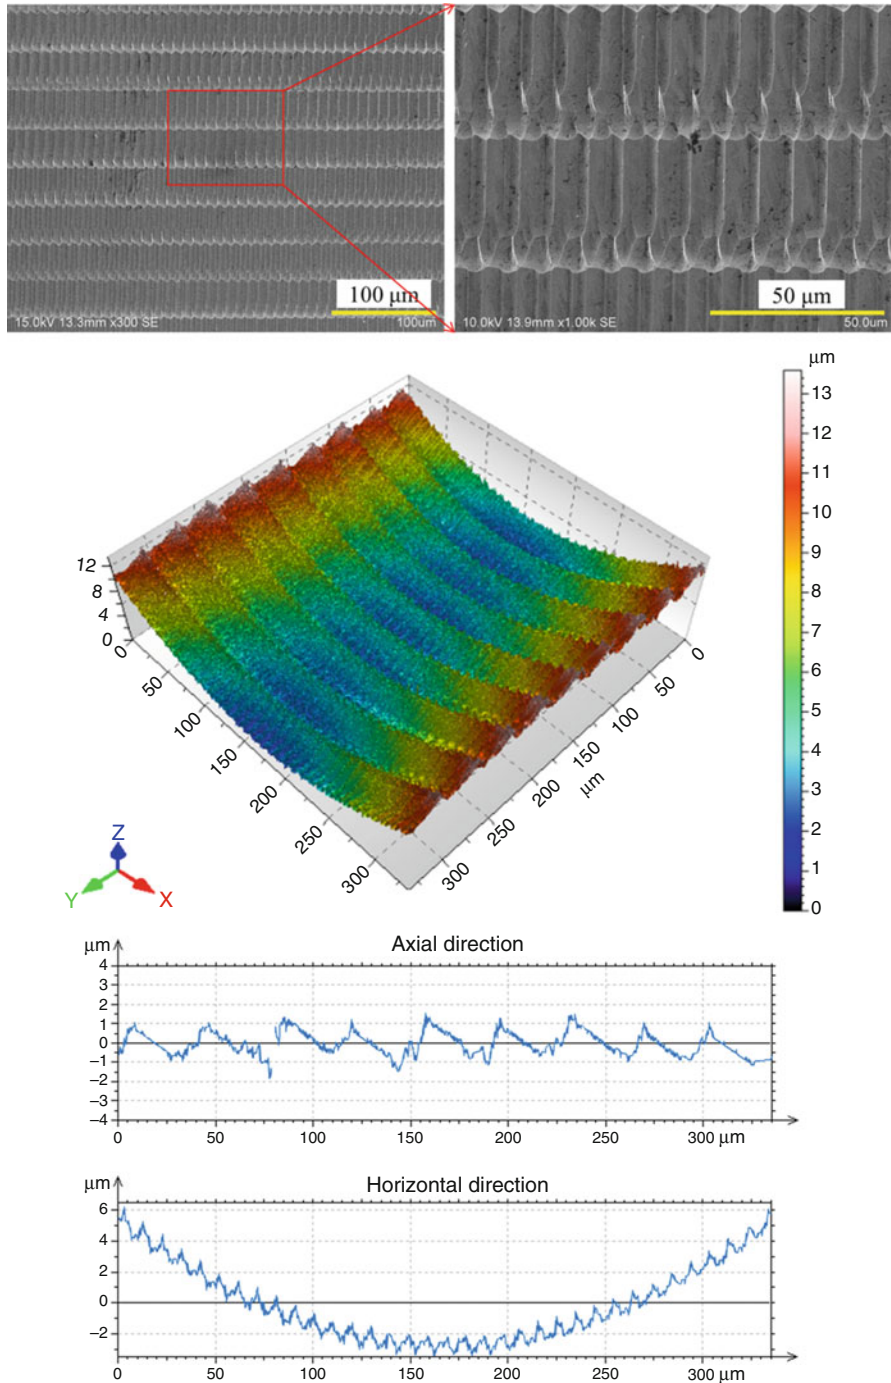 100 μm
15.0kV 13.3mm x300 SE
100um
50 μm
10.0kV 13.9mm x1.00k SE
50.0um
μm
13
12
11
10
9
8
7
6
5
4
3
2
1
0
12
8
4
0
0
50
100
150
200
250
300
0
50
100
150
200
250
300
μm
Z
Y
X
Axial direction
μm
4
3
2
1
0
–1
–2
–3
–4
0 50 100 150 200 250 300 μm
Horizontal direction
μm
6
4
2
0
–2
0 50 100 150 200 250 300 μm